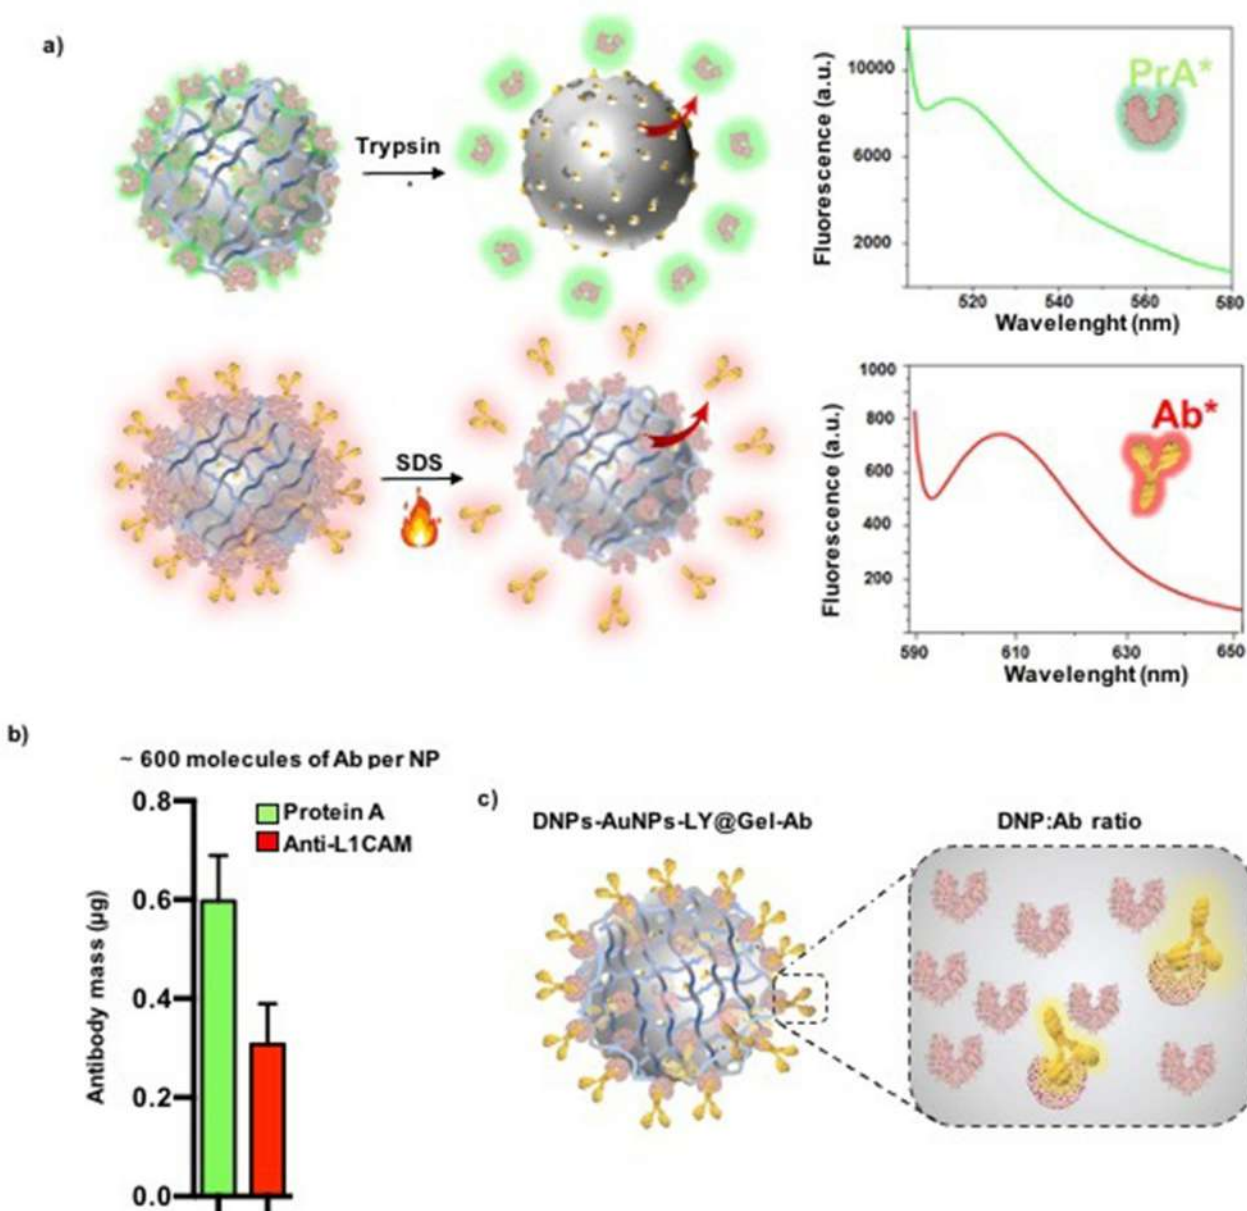 a)
Trypsin
Fluorescence (a.u.)
10000
6000
2000
PrA*
520 540 560 580
Wavelenght (nm)
SDS
Fluorescence (a.u.)
1000
800
600
400
200
Ab*
590 610 630 650
Wavelenght (nm)
b)
~ 600 molecules of Ab per NP
Antibody mass (µg)
0.8
0.6
0.4
0.2
0.0
Protein A
Anti-L1CAM
c)
DNPs-AuNPs-LY@Gel-Ab
DNP:Ab ratio